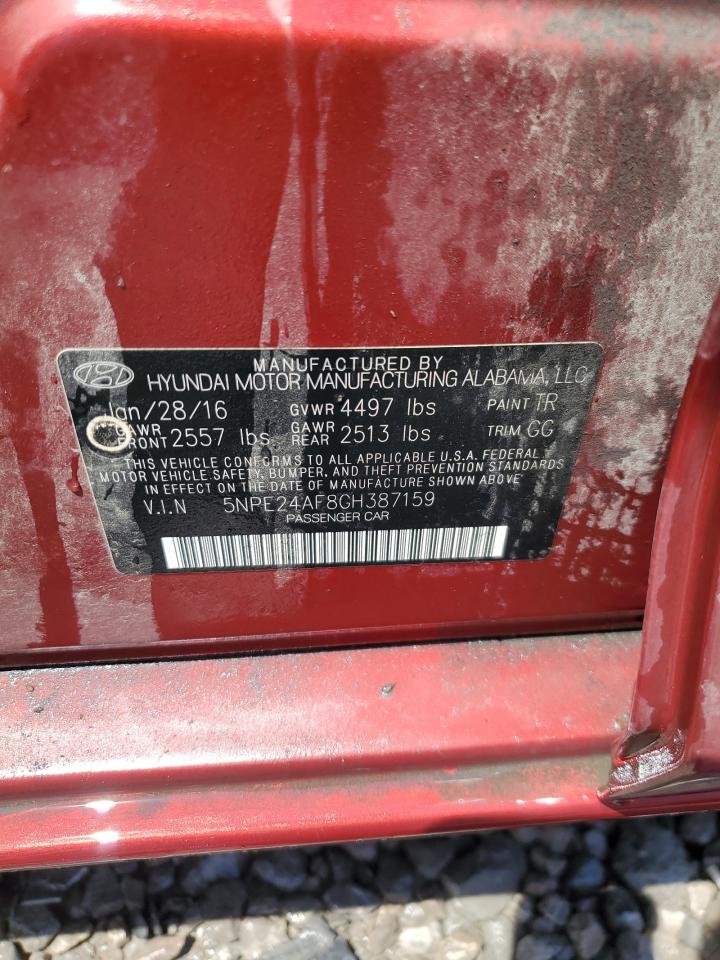 MANUFACTURED BY
HYUNDAI MOTOR MANUFACTURING ALABAMA, LLC
Jan/28/16 GVWR 4497 lbs PAINT TR
GAWR FRONT 2557 lbs GAWR REAR 2513 lbs TRIM GG
THIS VEHICLE CONFORMS TO ALL APPLICABLE U.S.A. FEDERAL
MOTOR VEHICLE SAFETY, BUMPER, AND THEFT PREVENTION STANDARDS
IN EFFECT ON THE DATE OF MANUFACTURE SHOWN ABOVE
V.I.N 5NPE24AF8GH387159
PASSENGER CAR